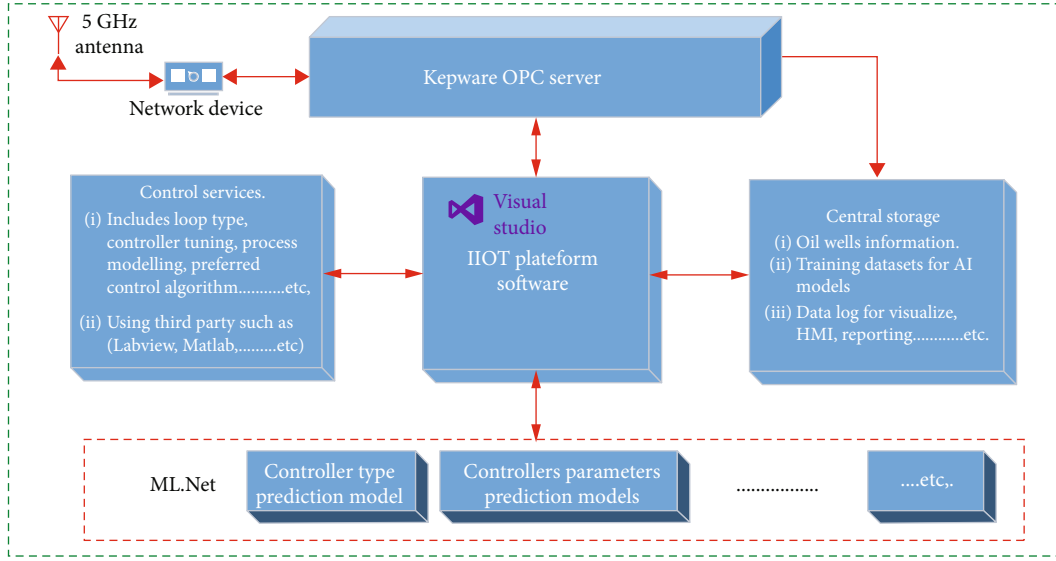 5 GHz
antenna
Network device
Kepware OPC server
Control services.
(i) Includes loop type,
controller tuning, process
modelling, preferred
control algorithm...........etc,
(ii) Using third party such as
(Labview, Matlab,.........etc)
Visual
studio
IIOT plateform
software
Central storage
(i) Oil wells information.
(ii) Training datasets for AI
models
(iii) Data log for visualize,
HMI, reporting............etc.
ML.Net
Controller type
prediction model
Controllers parameters
prediction models
.................
....etc,.